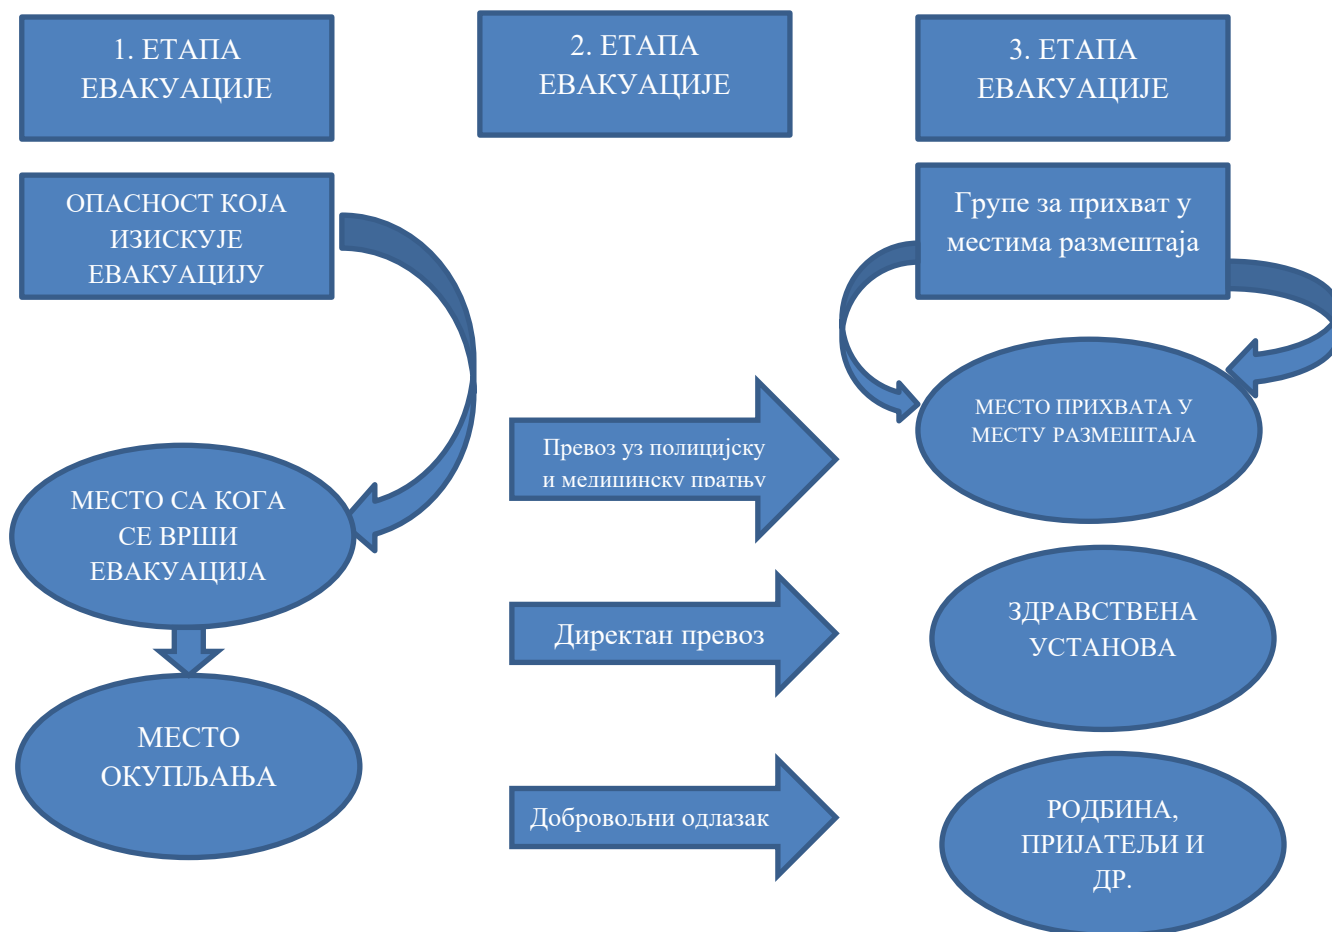 1. ЕТАПА
ЕВАКУАЦИЈЕ
2. ЕТАПА
ЕВАКУАЦИЈЕ
3. ЕТАПА
ЕВАКУАЦИЈЕ
ОПАСНОСТ КОЈА
ИЗИСКУЈЕ
ЕВАКУАЦИЈУ
МЕСТО СА КОГА
СЕ ВРШИ
ЕВАКУАЦИЈА
МЕСТО
ОКУПЉАЊА
Превоз уз полицијску
и медицинску пратњу
Директан превоз
Добровољни одлазак
Групе за прихват у
местима размештаја
МЕСТО ПРИХВАТА У
МЕСТУ РАЗМЕШТАЈА
ЗДРАВСТВЕНА
УСТАНОВА
РОДБИНА,
ПРИЈАТЕЉИ И
ДР.